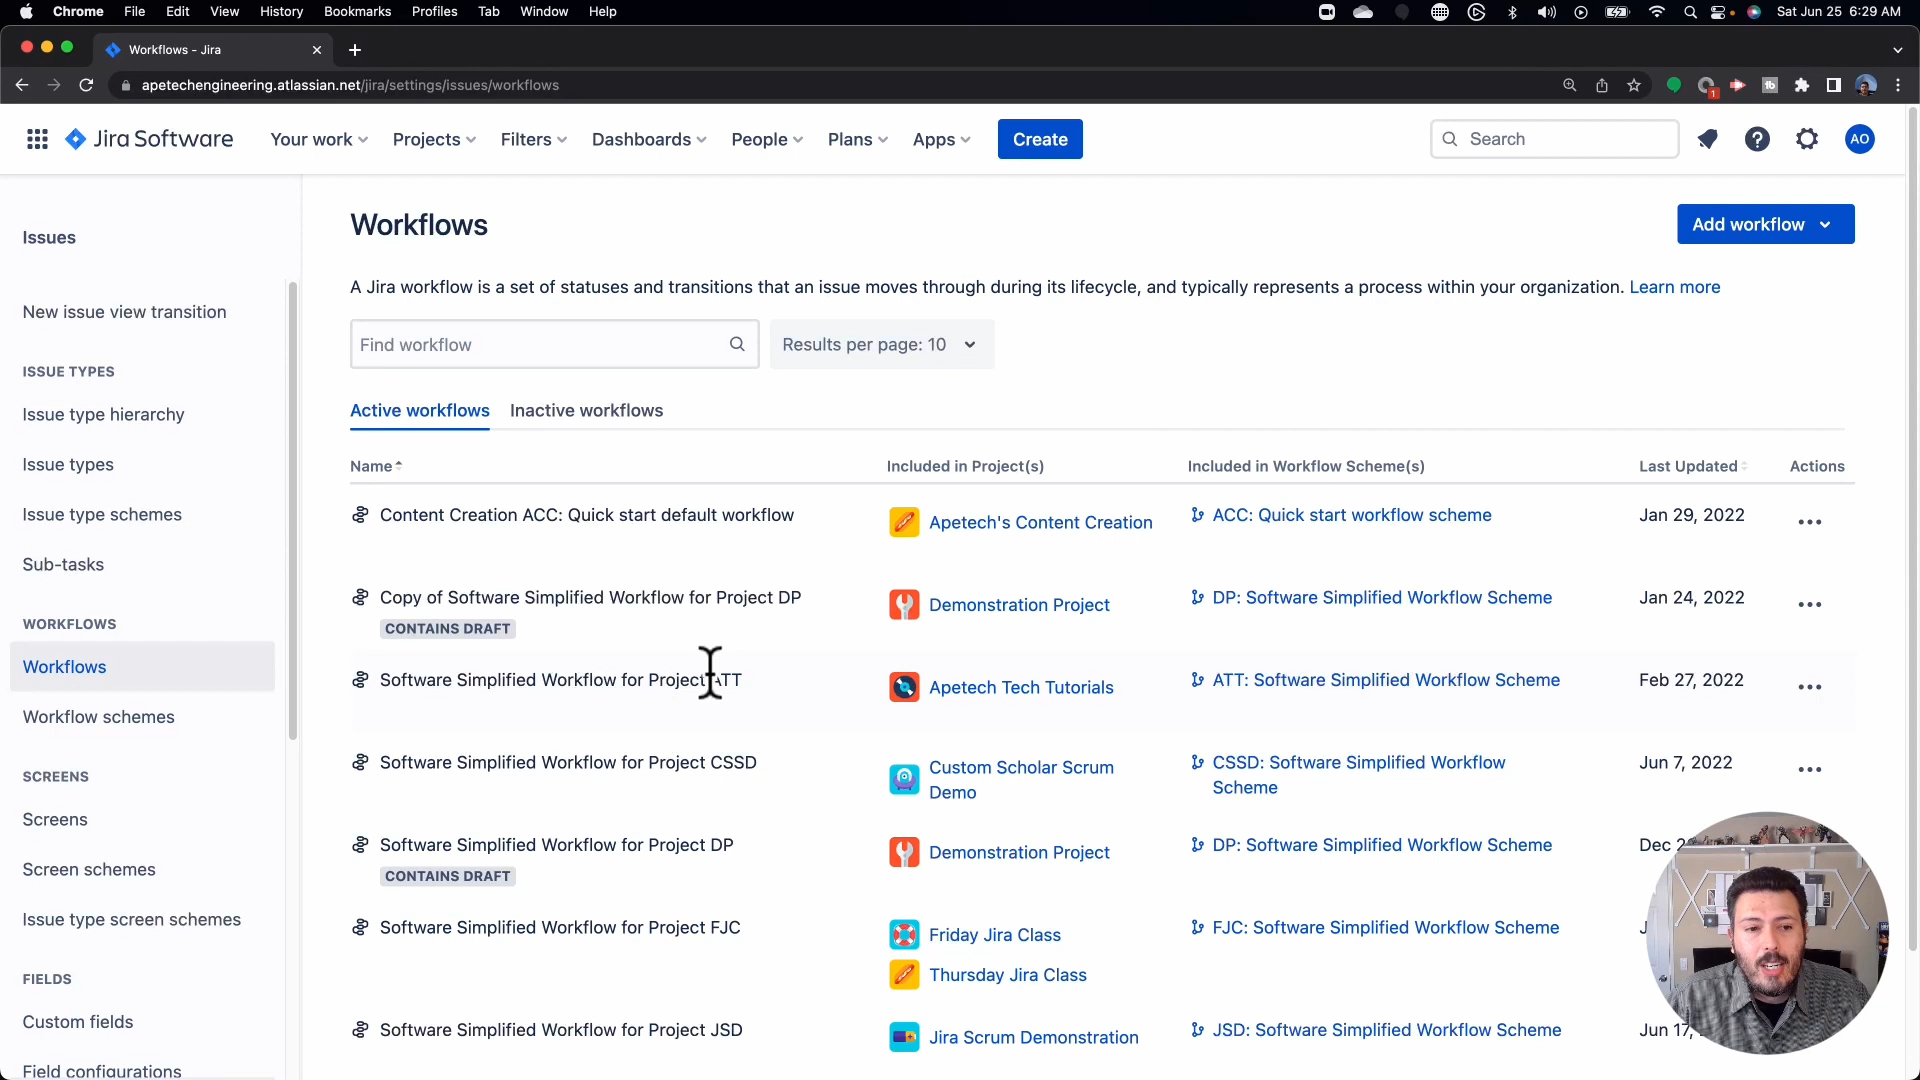 Chrome File Edit View History Bookmarks Profiles Tab Window Help
Sat Jun 25 6:29 AM
Workflows - Jira
apetechengineering.atlassian.net/jira/settings/issues/workflows
1
Jira Software Your work Projects Filters Dashboards People Plans Apps Create Search AO
Issues
New issue view transition
ISSUE TYPES
Issue type hierarchy
Issue types
Issue type schemes
Sub-tasks
WORKFLOWS
Workflows
Workflow schemes
SCREENS
Screens
Screen schemes
Issue type screen schemes
FIELDS
Custom fields
Field configurations
Workflows
Add workflow
A Jira workflow is a set of statuses and transitions that an issue moves through during its lifecycle, and typically represents a process within your organization. Learn more
Find workflow
Results per page: 10
Active workflows Inactive workflows
Name Included in Project(s) Included in Workflow Scheme(s) Last Updated Actions
Content Creation ACC: Quick start default workflow Apetech's Content Creation ACC: Quick start workflow scheme Jan 29, 2022
Copy of Software Simplified Workflow for Project DP Demonstration Project DP: Software Simplified Workflow Scheme Jan 24, 2022
CONTAINS DRAFT
Software Simplified Workflow for Project ATT Apetech Tech Tutorials ATT: Software Simplified Workflow Scheme Feb 27, 2022
Software Simplified Workflow for Project CSSD Custom Scholar Scrum CSSD: Software Simplified Workflow Jun 7, 2022
Demo Scheme
Software Simplified Workflow for Project DP Demonstration Project DP: Software Simplified Workflow Scheme Dec
CONTAINS DRAFT
Software Simplified Workflow for Project FJC Friday Jira Class FJC: Software Simplified Workflow Scheme
Thursday Jira Class
Software Simplified Workflow for Project JSD Jira Scrum Demonstration JSD: Software Simplified Workflow Scheme Jun 17,